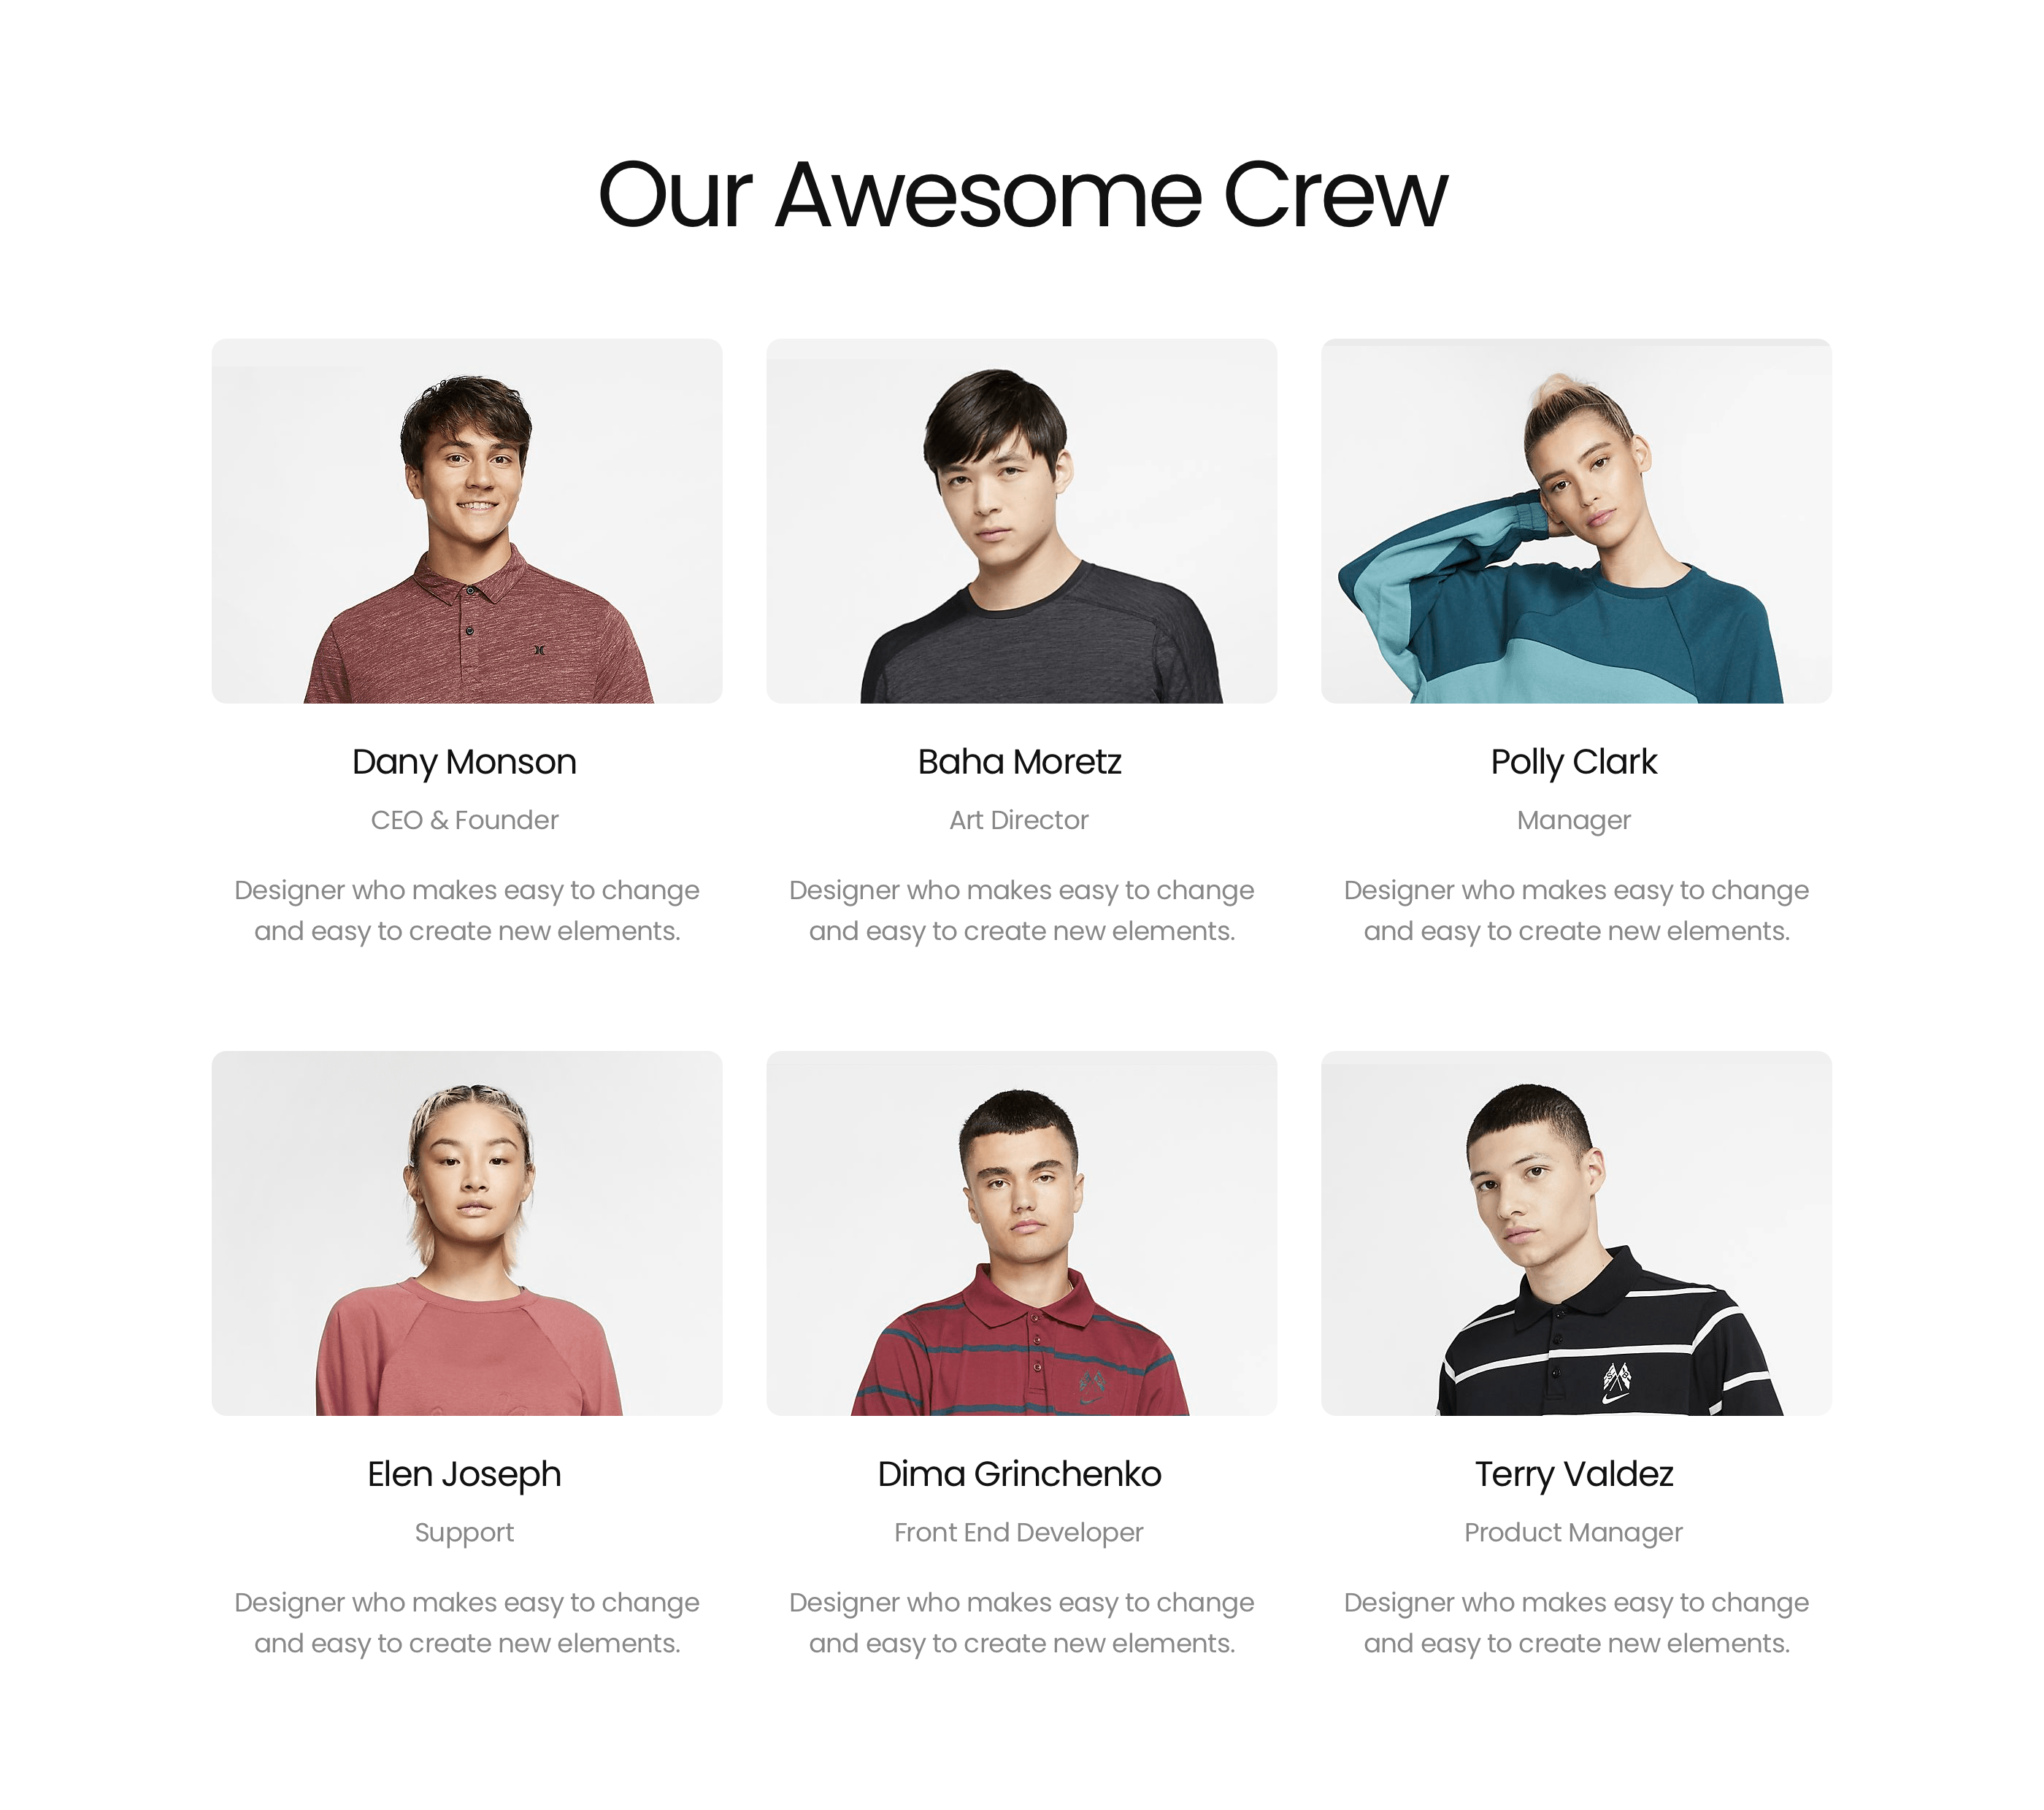 Our Awesome Crew
Dany Monson
CEO & Founder
Designer who makes easy to change
and easy to create new elements.
Baha Moretz
Art Director
Designer who makes easy to change
and easy to create new elements.
Polly Clark
Manager
Designer who makes easy to change
and easy to create new elements.
Elen Joseph
Support
Designer who makes easy to change
and easy to create new elements.
Dima Grinchenko
Front End Developer
Designer who makes easy to change
and easy to create new elements.
Terry Valdez
Product Manager
Designer who makes easy to change
and easy to create new elements.